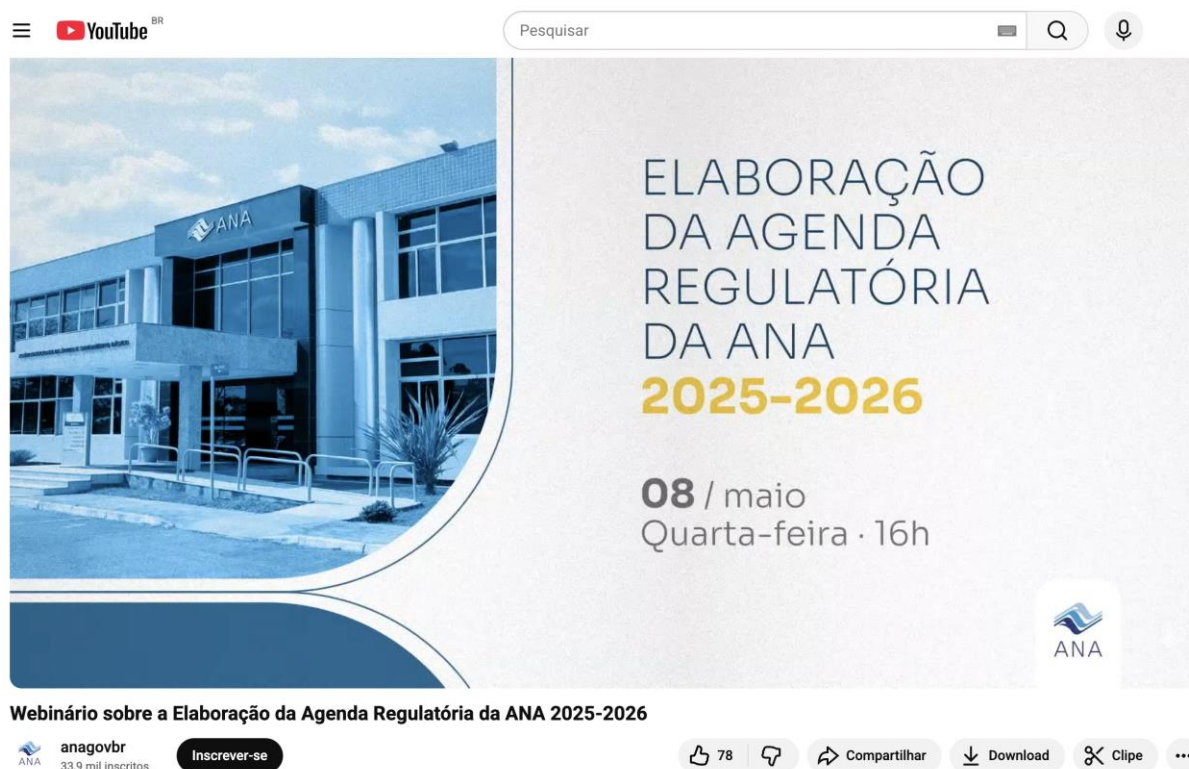 YouTube BR
Pesquisar
ANA
ELABORAÇÃO
DA AGENDA
REGULATÓRIA
DA ANA
2025-2026
08 / maio
Quarta-feira · 16h
ANA
Webinário sobre a Elaboração da Agenda Regulatória da ANA 2025-2026
ANA
anagovbr
33,9 mil inscritos
Inscrever-se
78
Compartilhar
Download
Clipe